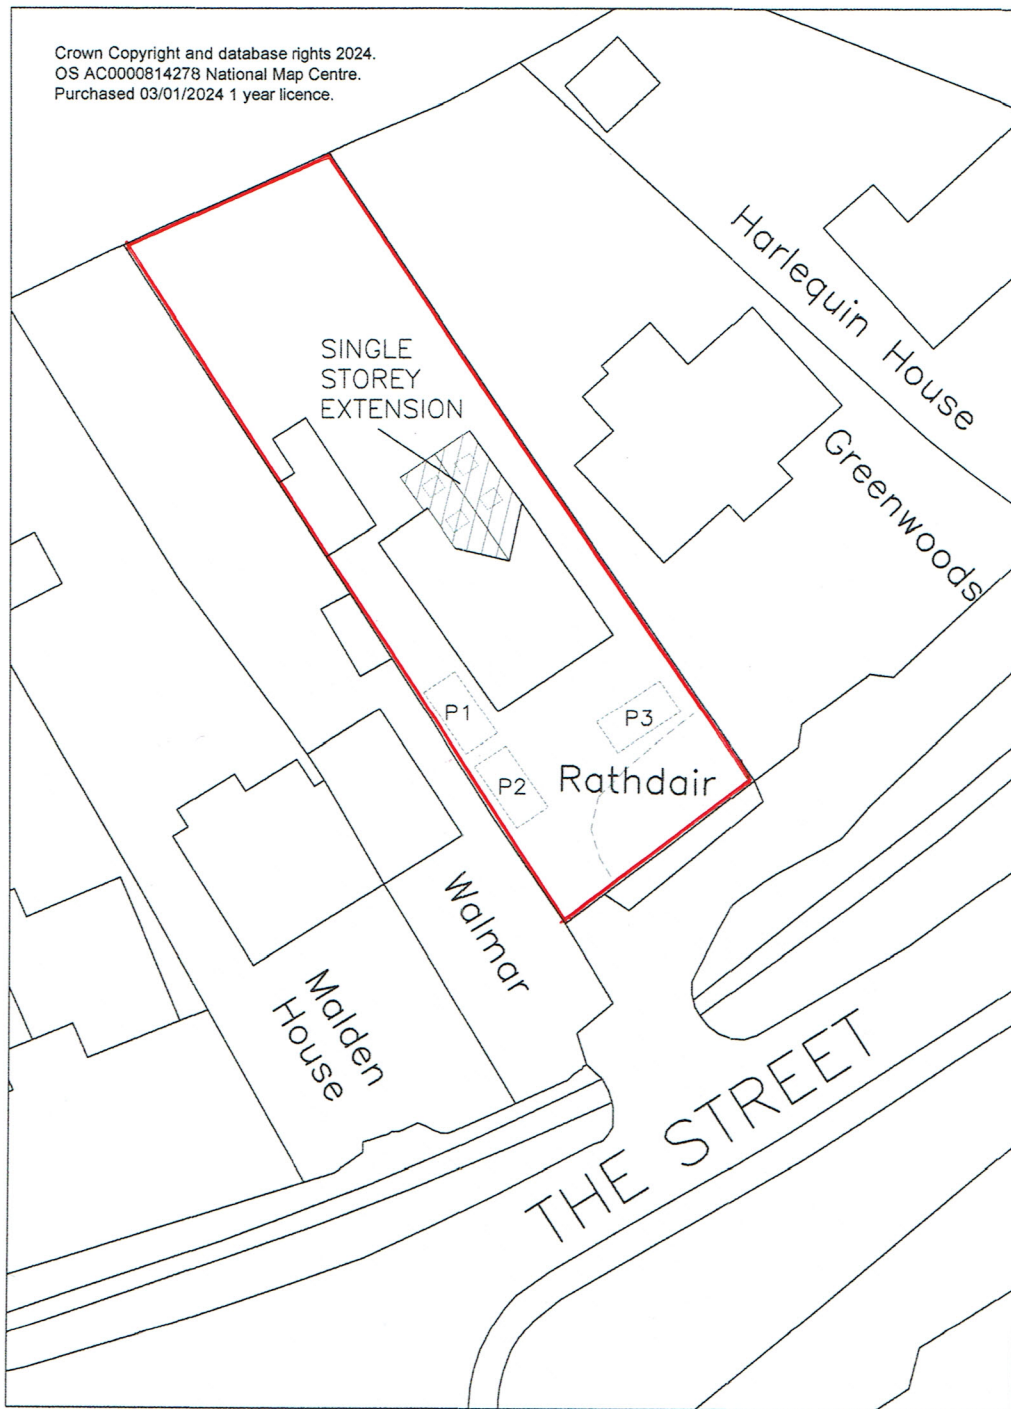 Crown Copyright and database rights 2024.
OS AC0000814278 National Map Centre.
Purchased 03/01/2024 1 year licence.
Harlequin House
SINGLE
STOREY
EXTENSION
Greenwoods
P1
P3
P2
Rathdair
Walmar
Malden
House
THE STREET